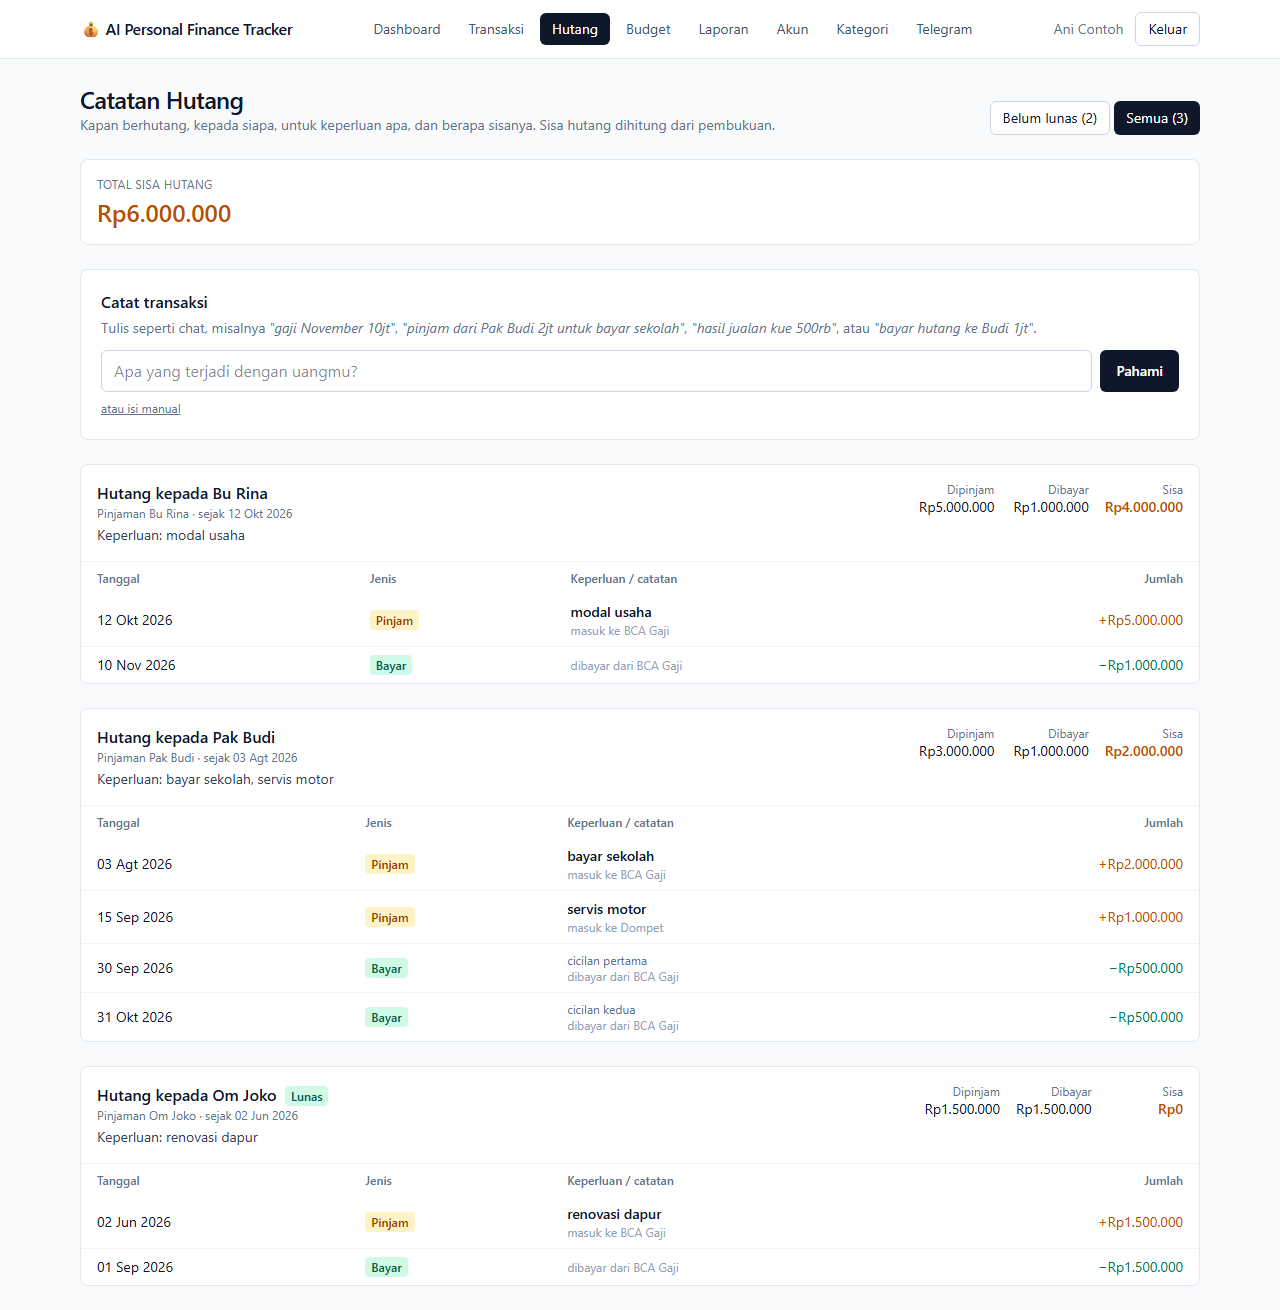 AI Personal Finance Tracker
Dashboard
Transaksi
Hutang
Budget
Laporan
Akun
Kategori
Telegram
Ani Contoh
Keluar
Catatan Hutang
Kapan berhutang, kepada siapa, untuk keperluan apa, dan berapa sisanya. Sisa hutang dihitung dari pembukuan.
Belum lunas (2)
Semua (3)
TOTAL SISA HUTANG
Rp6.000.000
Catat transaksi
Tulis seperti chat, misalnya "gaji November 10jt", "pinjam dari Pak Budi 2jt untuk bayar sekolah", "hasil jualan kue 500rb", atau "bayar hutang ke Budi 1jt".
Apa yang terjadi dengan uangmu?
Pahami
atau isi manual
Hutang kepada Bu Rina
Pinjaman Bu Rina · sejak 12 Okt 2026
Keperluan: modal usaha
Dipinjam Dibayar Sisa
Rp5.000.000 Rp1.000.000 Rp4.000.000
Tanggal Jenis Keperluan / catatan Jumlah
12 Okt 2026 Pinjam modal usaha +Rp5.000.000
masuk ke BCA Gaji
10 Nov 2026 Bayar dibayar dari BCA Gaji −Rp1.000.000
Hutang kepada Pak Budi
Pinjaman Pak Budi · sejak 03 Agt 2026
Keperluan: bayar sekolah, servis motor
Dipinjam Dibayar Sisa
Rp3.000.000 Rp1.000.000 Rp2.000.000
Tanggal Jenis Keperluan / catatan Jumlah
03 Agt 2026 Pinjam bayar sekolah +Rp2.000.000
masuk ke BCA Gaji
15 Sep 2026 Pinjam servis motor +Rp1.000.000
masuk ke Dompet
30 Sep 2026 Bayar cicilan pertama −Rp500.000
dibayar dari BCA Gaji
31 Okt 2026 Bayar cicilan kedua −Rp500.000
dibayar dari BCA Gaji
Hutang kepada Om Joko Lunas
Pinjaman Om Joko · sejak 02 Jun 2026
Keperluan: renovasi dapur
Dipinjam Dibayar Sisa
Rp1.500.000 Rp1.500.000 Rp0
Tanggal Jenis Keperluan / catatan Jumlah
02 Jun 2026 Pinjam renovasi dapur +Rp1.500.000
masuk ke BCA Gaji
01 Sep 2026 Bayar dibayar dari BCA Gaji −Rp1.500.000